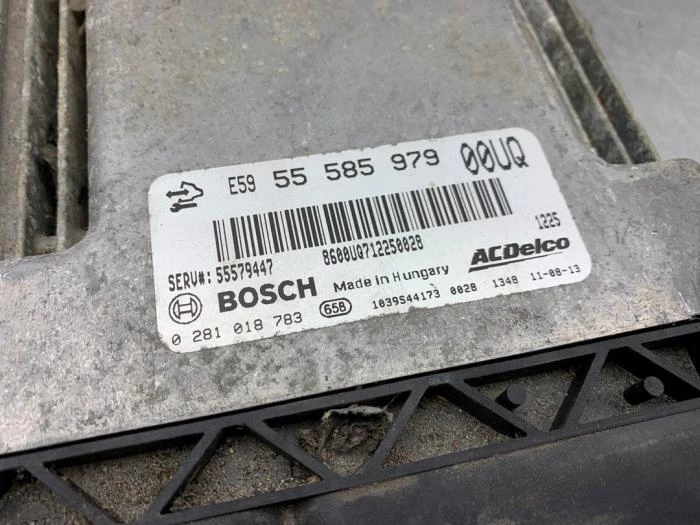 E59 55 585 979 00UQ
8600UQ712250028 1225
SERV#: 55579447
ACDelco
BOSCH Made in Hungary
0 281 018 783 658 1039S44173 0028 1348 11-08-13